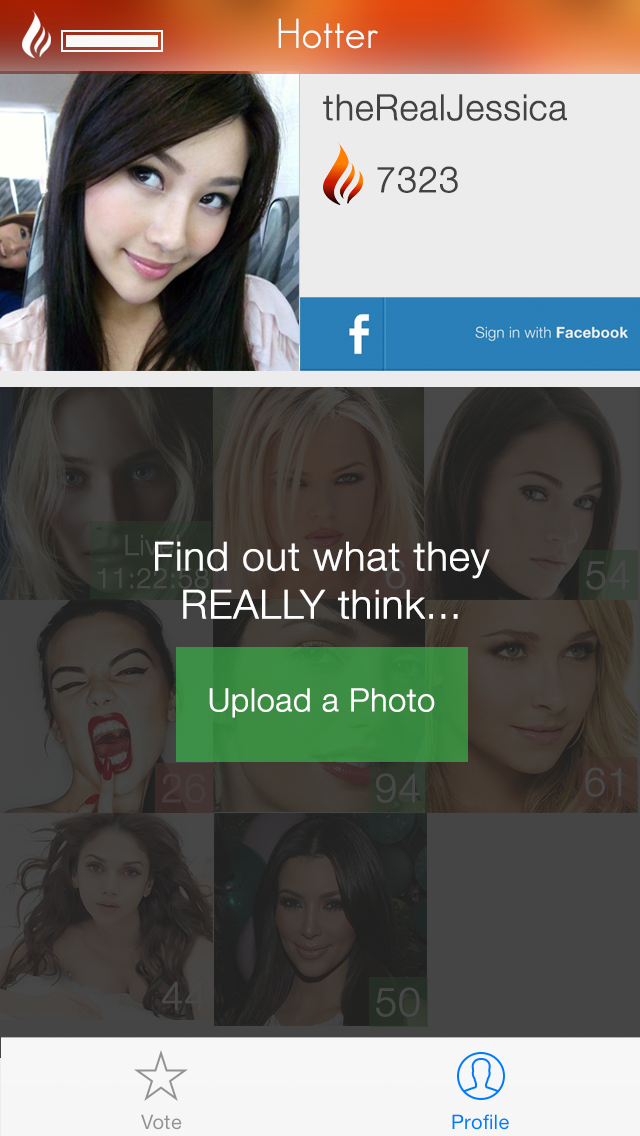 Hotter
theRealJessica
7323
f
Sign in with Facebook
Live
11:22:58
6
54
Find out what they
REALLY think...
Upload a Photo
26
94
61
44
50
Vote
Profile